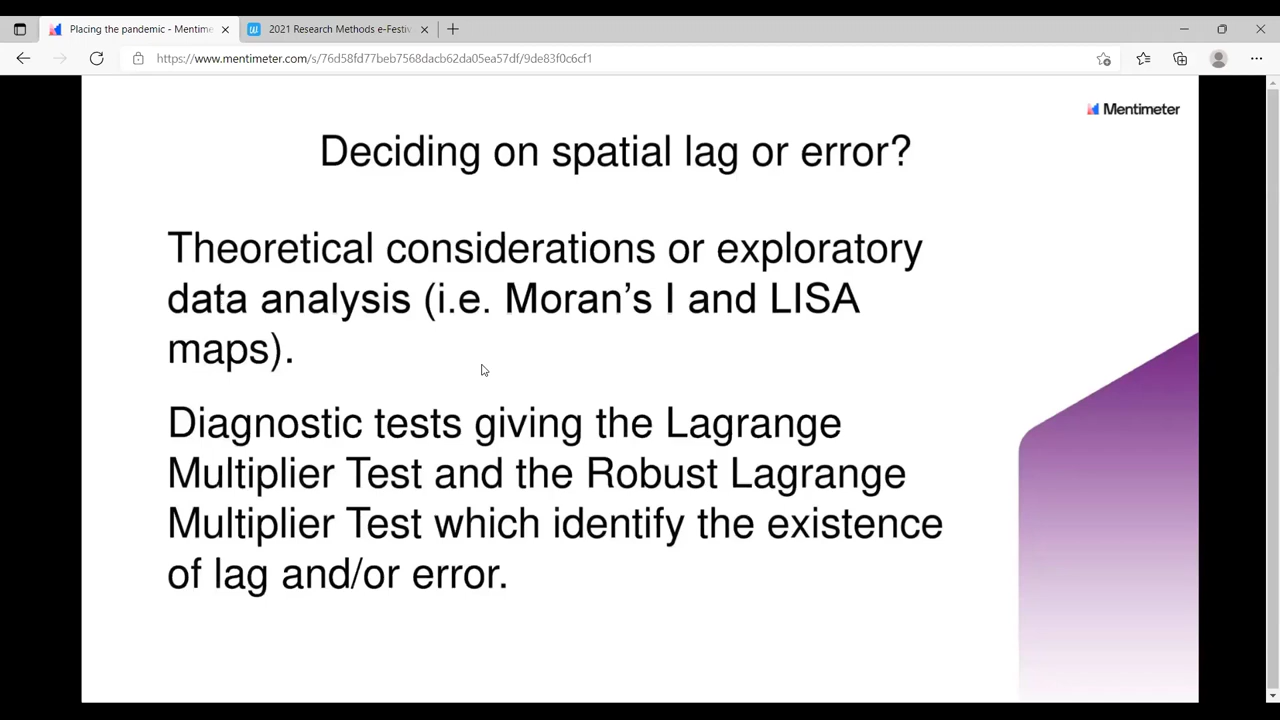 Placing the pandemic - Mentime
2021 Research Methods e-Festiv
https://www.mentimeter.com/s/76d58fd77beb7568dacb62da05ea57df/9de83f0c6cf1
Mentimeter
Deciding on spatial lag or error?
Theoretical considerations or exploratory
data analysis (i.e. Moran’s I and LISA
maps).
Diagnostic tests giving the Lagrange
Multiplier Test and the Robust Lagrange
Multiplier Test which identify the existence
of lag and/or error.